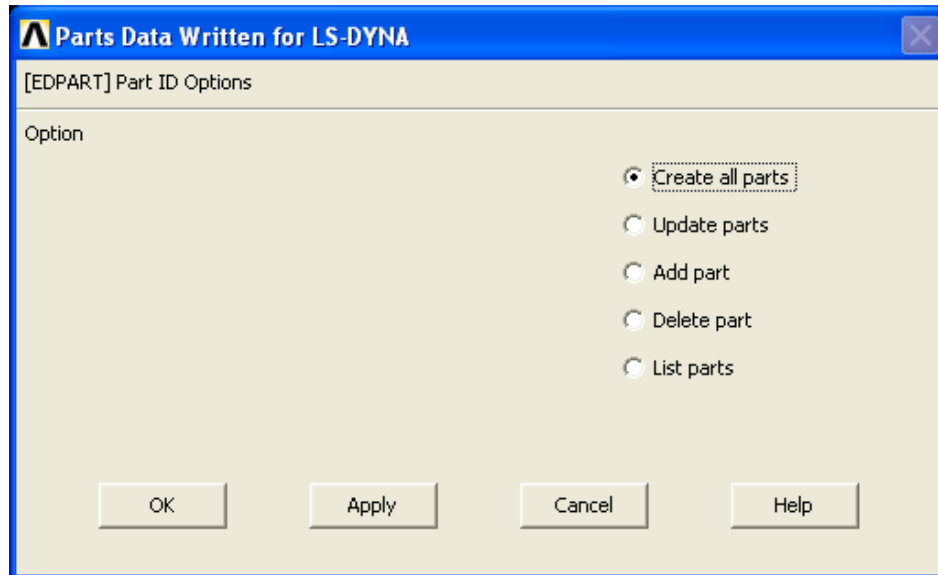 Parts Data Written for LS-DYNA
[EDPART] Part ID Options
Option
Create all parts
Update parts
Add part
Delete part
List parts
OK Apply Cancel Help